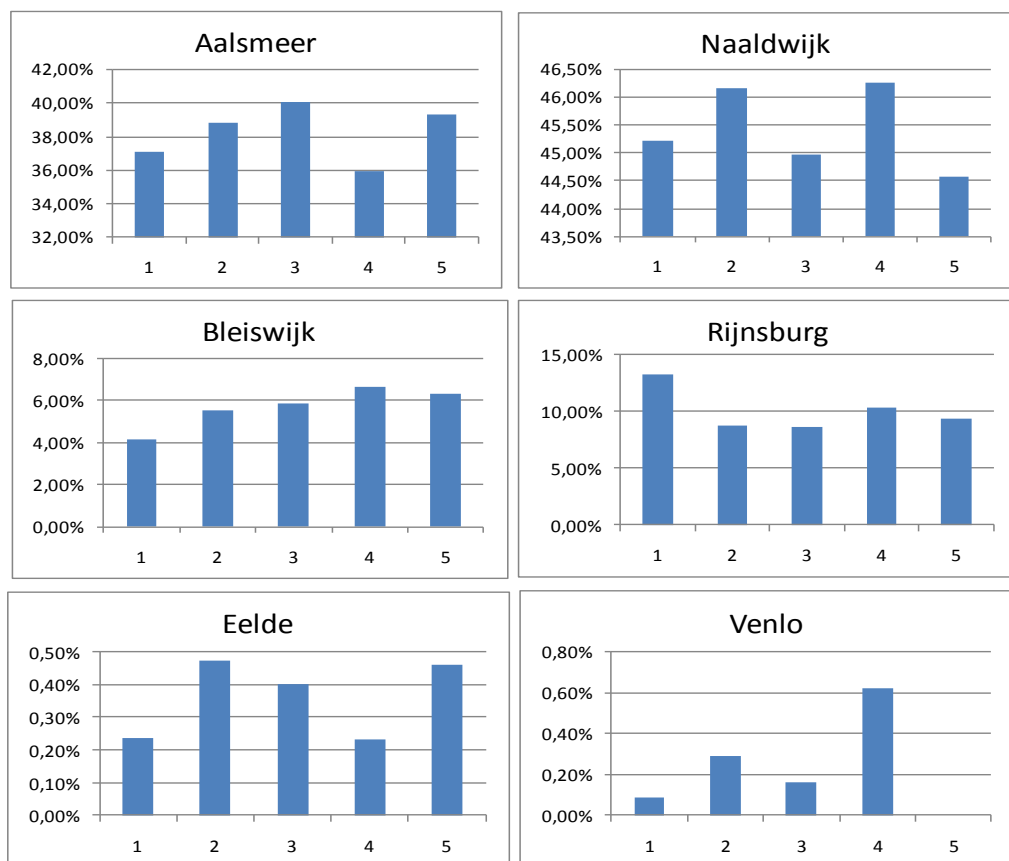 Aalsmeer
42,00%
40,00%
38,00%
36,00%
34,00%
32,00%
1 2 3 4 5
Naaldwijk
46,50%
46,00%
45,50%
45,00%
44,50%
44,00%
43,50%
1 2 3 4 5
Bleiswijk
8,00%
6,00%
4,00%
2,00%
0,00%
1 2 3 4 5
Rijnsburg
15,00%
10,00%
5,00%
0,00%
1 2 3 4 5
Eelde
0,50%
0,40%
0,30%
0,20%
0,10%
0,00%
1 2 3 4 5
Venlo
0,80%
0,60%
0,40%
0,20%
0,00%
1 2 3 4 5